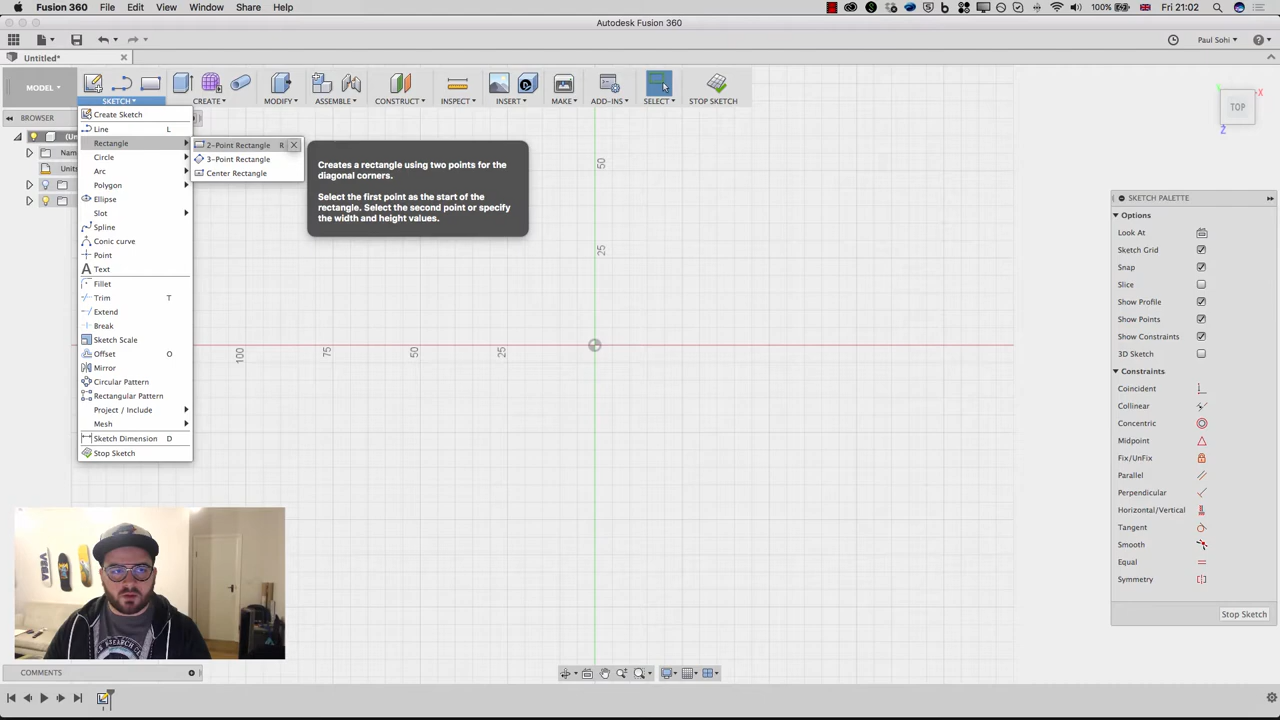 Fusion 360 File Edit View Window Share Help
100% Fri 21:02
Autodesk Fusion 360
Paul Sohi
Untitled*
MODEL
SKETCH CREATE MODIFY ASSEMBLE CONSTRUCT INSPECT INSERT MAKE ADD-INS SELECT STOP SKETCH
BROWSER
(Un
Nam
Units
Create Sketch
Line L
Rectangle
Circle
Arc
Polygon
Ellipse
Slot
Spline
Conic curve
Point
Text
Fillet
Trim T
Extend
Break
Sketch Scale
Offset O
Mirror
Circular Pattern
Rectangular Pattern
Project / Include
Mesh
Sketch Dimension D
Stop Sketch
2-Point Rectangle R
3-Point Rectangle
Center Rectangle
Creates a rectangle using two points for the
diagonal corners.
Select the first point as the start of the
rectangle. Select the second point or specify
the width and height values.
50
25
100
75
50
25
TOP
X
Z
SKETCH PALETTE
Options
Look At
Sketch Grid
Snap
Slice
Show Profile
Show Points
Show Constraints
3D Sketch
Constraints
Coincident
Collinear
Concentric
Midpoint
Fix/UnFix
Parallel
Perpendicular
Horizontal/Vertical
Tangent
Smooth
Equal
Symmetry
Stop Sketch
COMMENTS